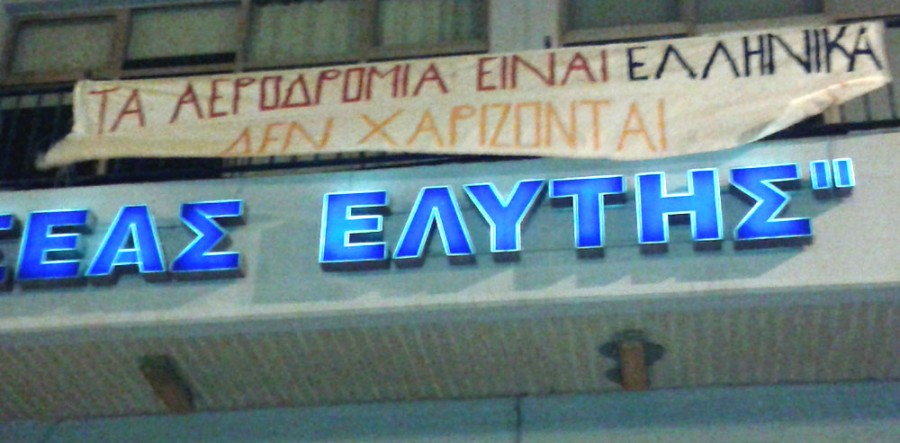 ΤΑ ΑΕΡΟΔΡΟΜΙΑ ΕΙΝΑΙ ΕΛΛΗΝΙΚΑ
ΔΕΝ ΧΑΡΙΖΟΝΤΑΙ
ΣΕΑΣ ΕΛΥΤΗΣ"